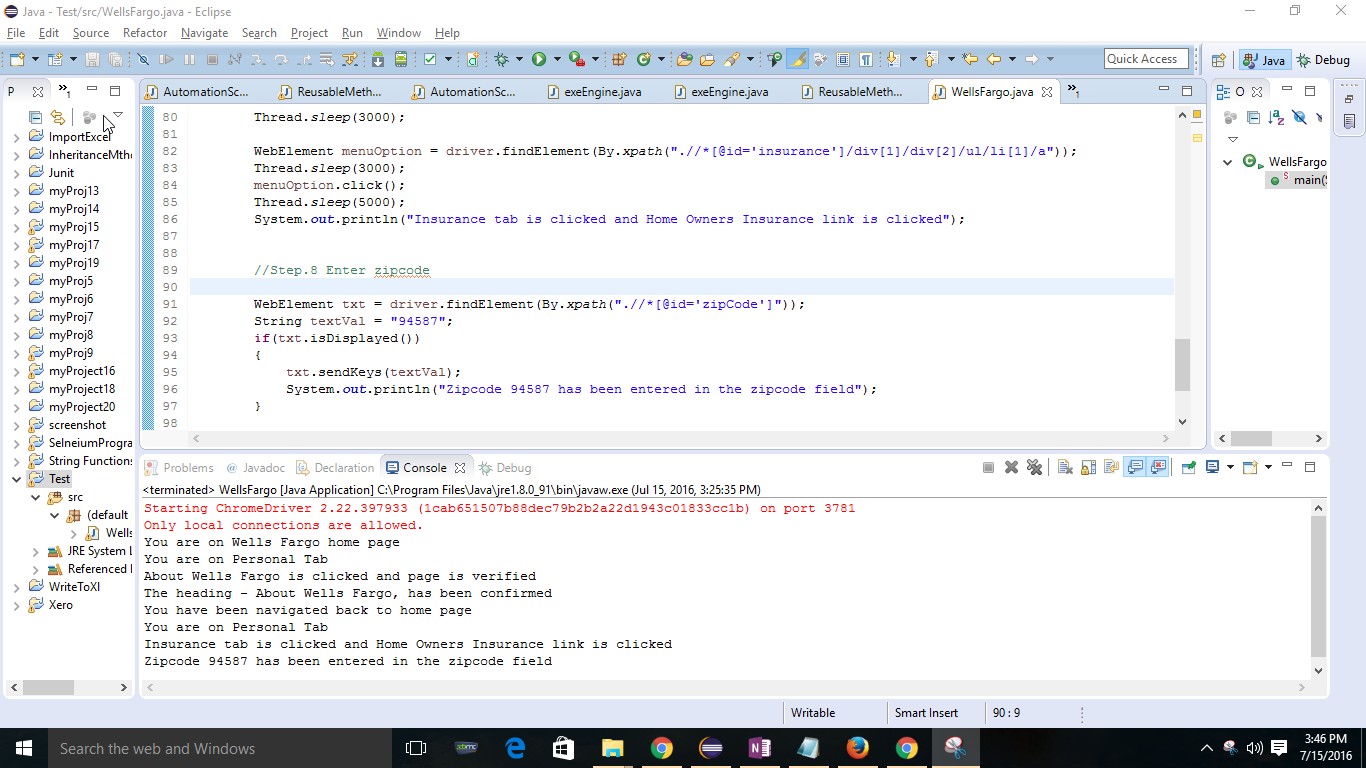 Java - Test/src/WellsFargo.java - Eclipse
File Edit Source Refactor Navigate Search Project Run Window Help
Quick Access Java Debug
P 1 AutomationSc... ReusableMeth... AutomationSc... exeEngine.java exeEngine.java ReusableMeth... WellsFargo.java 1 O
ImportExcel
InheritanceMtho
Junit
myProj13
myProj14
myProj15
myProj17
myProj19
myProj5
myProj6
myProj7
myProj8
myProj9
myProject16
myProject18
myProject20
screenshot
SelneiumProgra
String Functions
Test
src
(default
Wells
JRE System L
Referenced l
WriteToXl
Xero
80 Thread.sleep(3000);
81
82 WebElement menuOption = driver.findElement(By.xpath(".//*[@id='insurance']/div[1]/div[2]/ul/li[1]/a"));
83 Thread.sleep(3000);
84 menuOption.click();
85 Thread.sleep(5000);
86 System.out.println("Insurance tab is clicked and Home Owners Insurance link is clicked");
87
88
89 //Step.8 Enter zipcode
90
91 WebElement txt = driver.findElement(By.xpath(".//*[@id='zipCode']"));
92 String textVal = "94587";
93 if(txt.isDisplayed())
94 {
95 txt.sendKeys(textVal);
96 System.out.println("Zipcode 94587 has been entered in the zipcode field");
97 }
98
WellsFargo
main(S
Problems @ Javadoc Declaration Console Debug
<terminated> WellsFargo [Java Application] C:\Program Files\Java\jre1.8.0_91\bin\javaw.exe (Jul 15, 2016, 3:25:35 PM)
Starting ChromeDriver 2.22.397933 (1cab651507b88dec79b2b2a22d1943c01833cc1b) on port 3781
Only local connections are allowed.
You are on Wells Fargo home page
You are on Personal Tab
About Wells Fargo is clicked and page is verified
The heading - About Wells Fargo, has been confirmed
You have been navigated back to home page
You are on Personal Tab
Insurance tab is clicked and Home Owners Insurance link is clicked
Zipcode 94587 has been entered in the zipcode field
Writable Smart Insert 90 : 9
Search the web and Windows
3:46 PM
7/15/2016